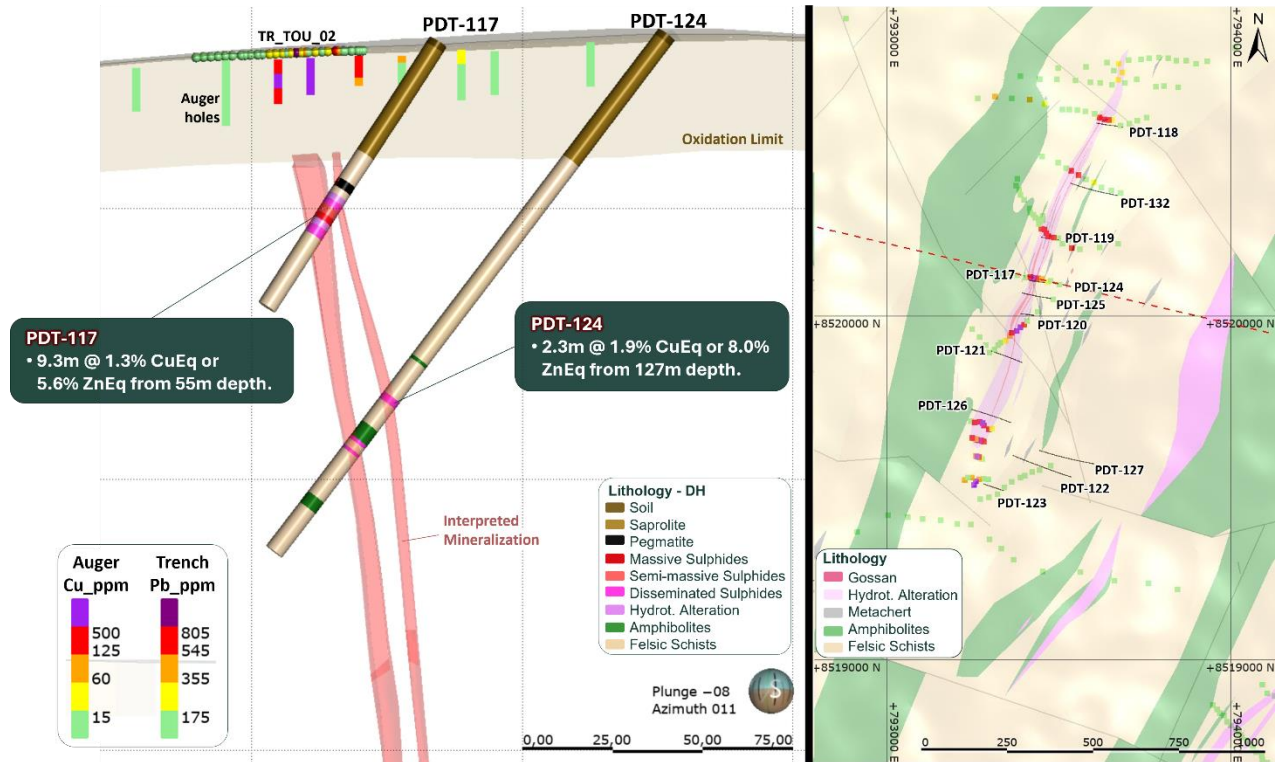 PDT-117
PDT-124
TR_TOU_02
Auger
holes
Oxidation Limit
PDT-117
• 9.3m @ 1.3% CuEq or
5.6% ZnEq from 55m depth.
PDT-124
• 2.3m @ 1.9% CuEq or 8.0%
ZnEq from 127m depth.
Interpreted
Mineralization
Auger
Cu_ppm
500
125
60
15
Trench
Pb_ppm
805
545
355
175
Lithology - DH
Soil
Saprolite
Pegmatite
Massive Sulphides
Semi-massive Sulphides
Disseminated Sulphides
Hydrot. Alteration
Amphibolites
Felsic Schists
Plunge −08
Azimuth 011
0,00 25,00 50,00 75,00
+793000 E
+794000 E
N
PDT-118
PDT-132
PDT-119
PDT-117
PDT-124
PDT-125
+8520000 N
+8520000 N
PDT-120
PDT-121
PDT-126
PDT-127
PDT-122
PDT-123
Lithology
Gossan
Hydrot. Alteration
Metachert
Amphibolites
Felsic Schists
+8519000 N
+8519000 N
+793000 E
+794000 E
0 250 500 750 1000